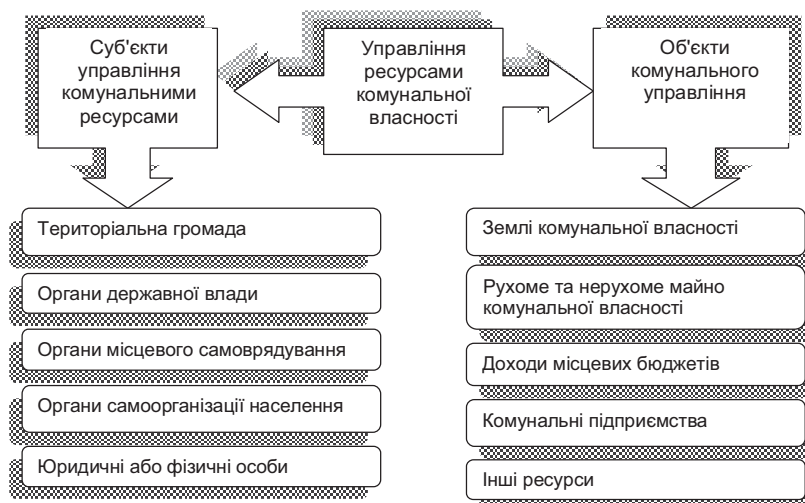 Суб'єкти
управління
комунальними
ресурсами
Управління
ресурсами
комунальної
власності
Об'єкти
комунального
управління
Територіальна громада
Органи державної влади
Органи місцевого самоврядування
Органи самоорганізації населення
Юридичні або фізичні особи
Землі комунальної власності
Рухоме та нерухоме майно
комунальної власності
Доходи місцевих бюджетів
Комунальні підприємства
Інші ресурси